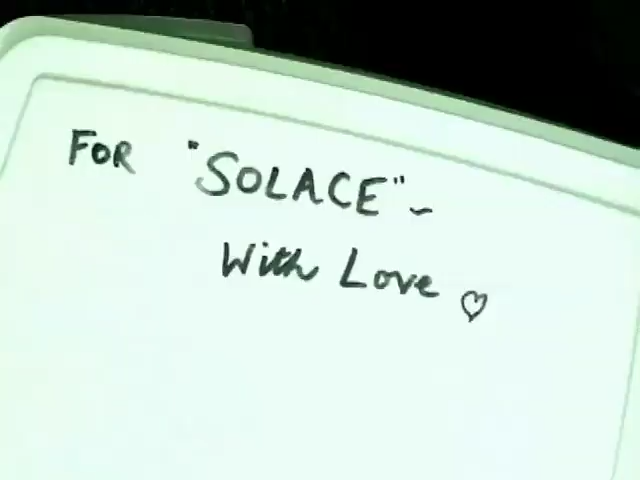 FOR "SOLACE" ~
With Love ♡